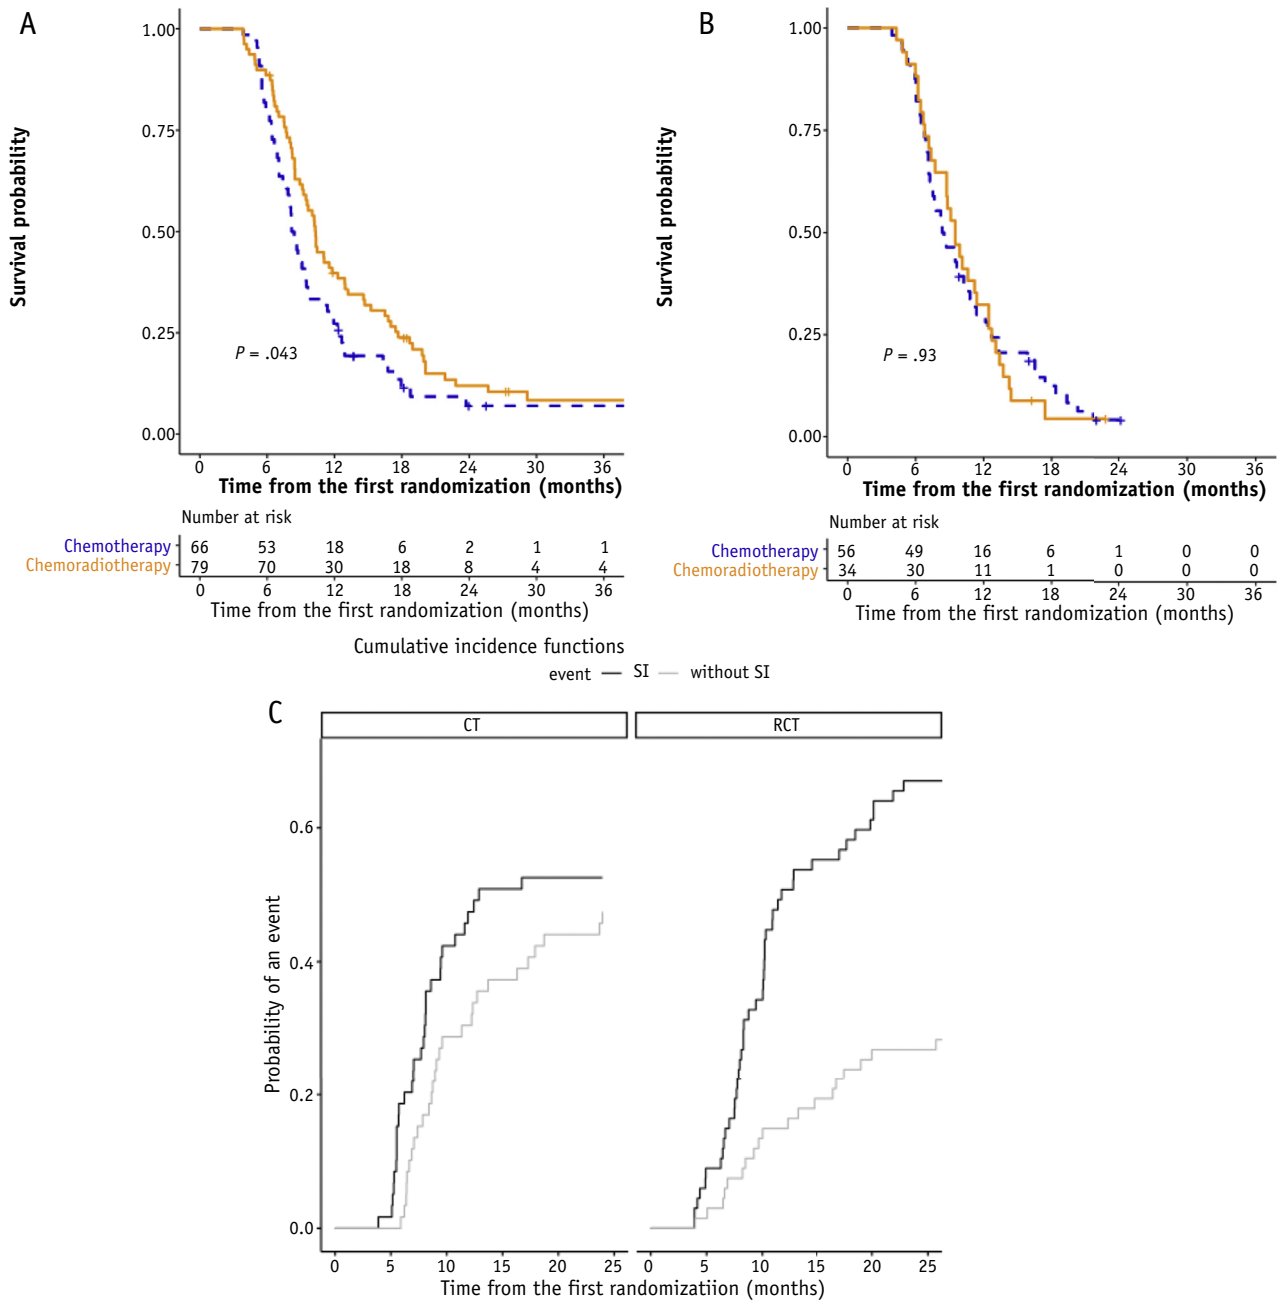 A
Survival probability
1.00
0.75
0.50
0.25
0.00
P = .043
0 6 12 18 24 30 36
Time from the first randomization (months)
Number at risk
Chemotherapy 66 53 18 6 2 1 1
Chemoradiotherapy 79 70 30 18 8 4 4
0 6 12 18 24 30 36
Time from the first randomization (months)
B
Survival probability
1.00
0.75
0.50
0.25
0.00
P = .93
0 6 12 18 24 30 36
Time from the first randomization (months)
Number at risk
Chemotherapy 56 49 16 6 1 0 0
Chemoradiotherapy 34 30 11 1 0 0 0
0 6 12 18 24 30 36
Time from the first randomization (months)
Cumulative incidence functions
event SI without SI
C
CT RCT
Probability of an event
0.6
0.4
0.2
0.0
0 5 10 15 20 25 0 5 10 15 20 25
Time from the first randomization (months)